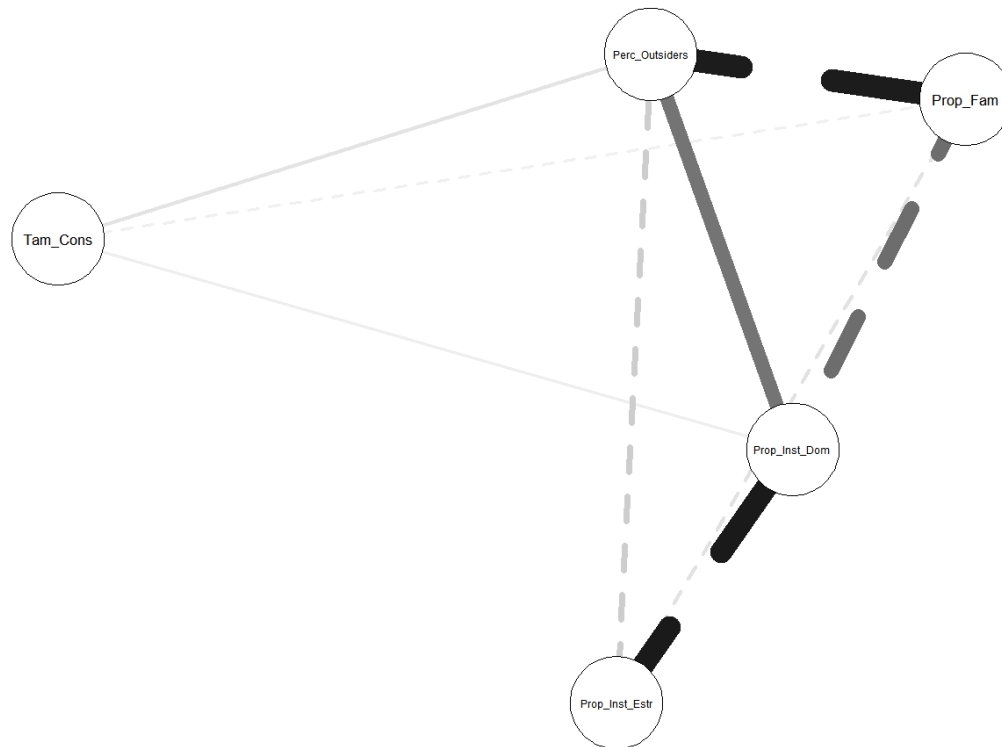 Perc_Outsiders
Prop_Fam
Tam_Cons
Prop_Inst_Dom
Prop_Inst_Estr